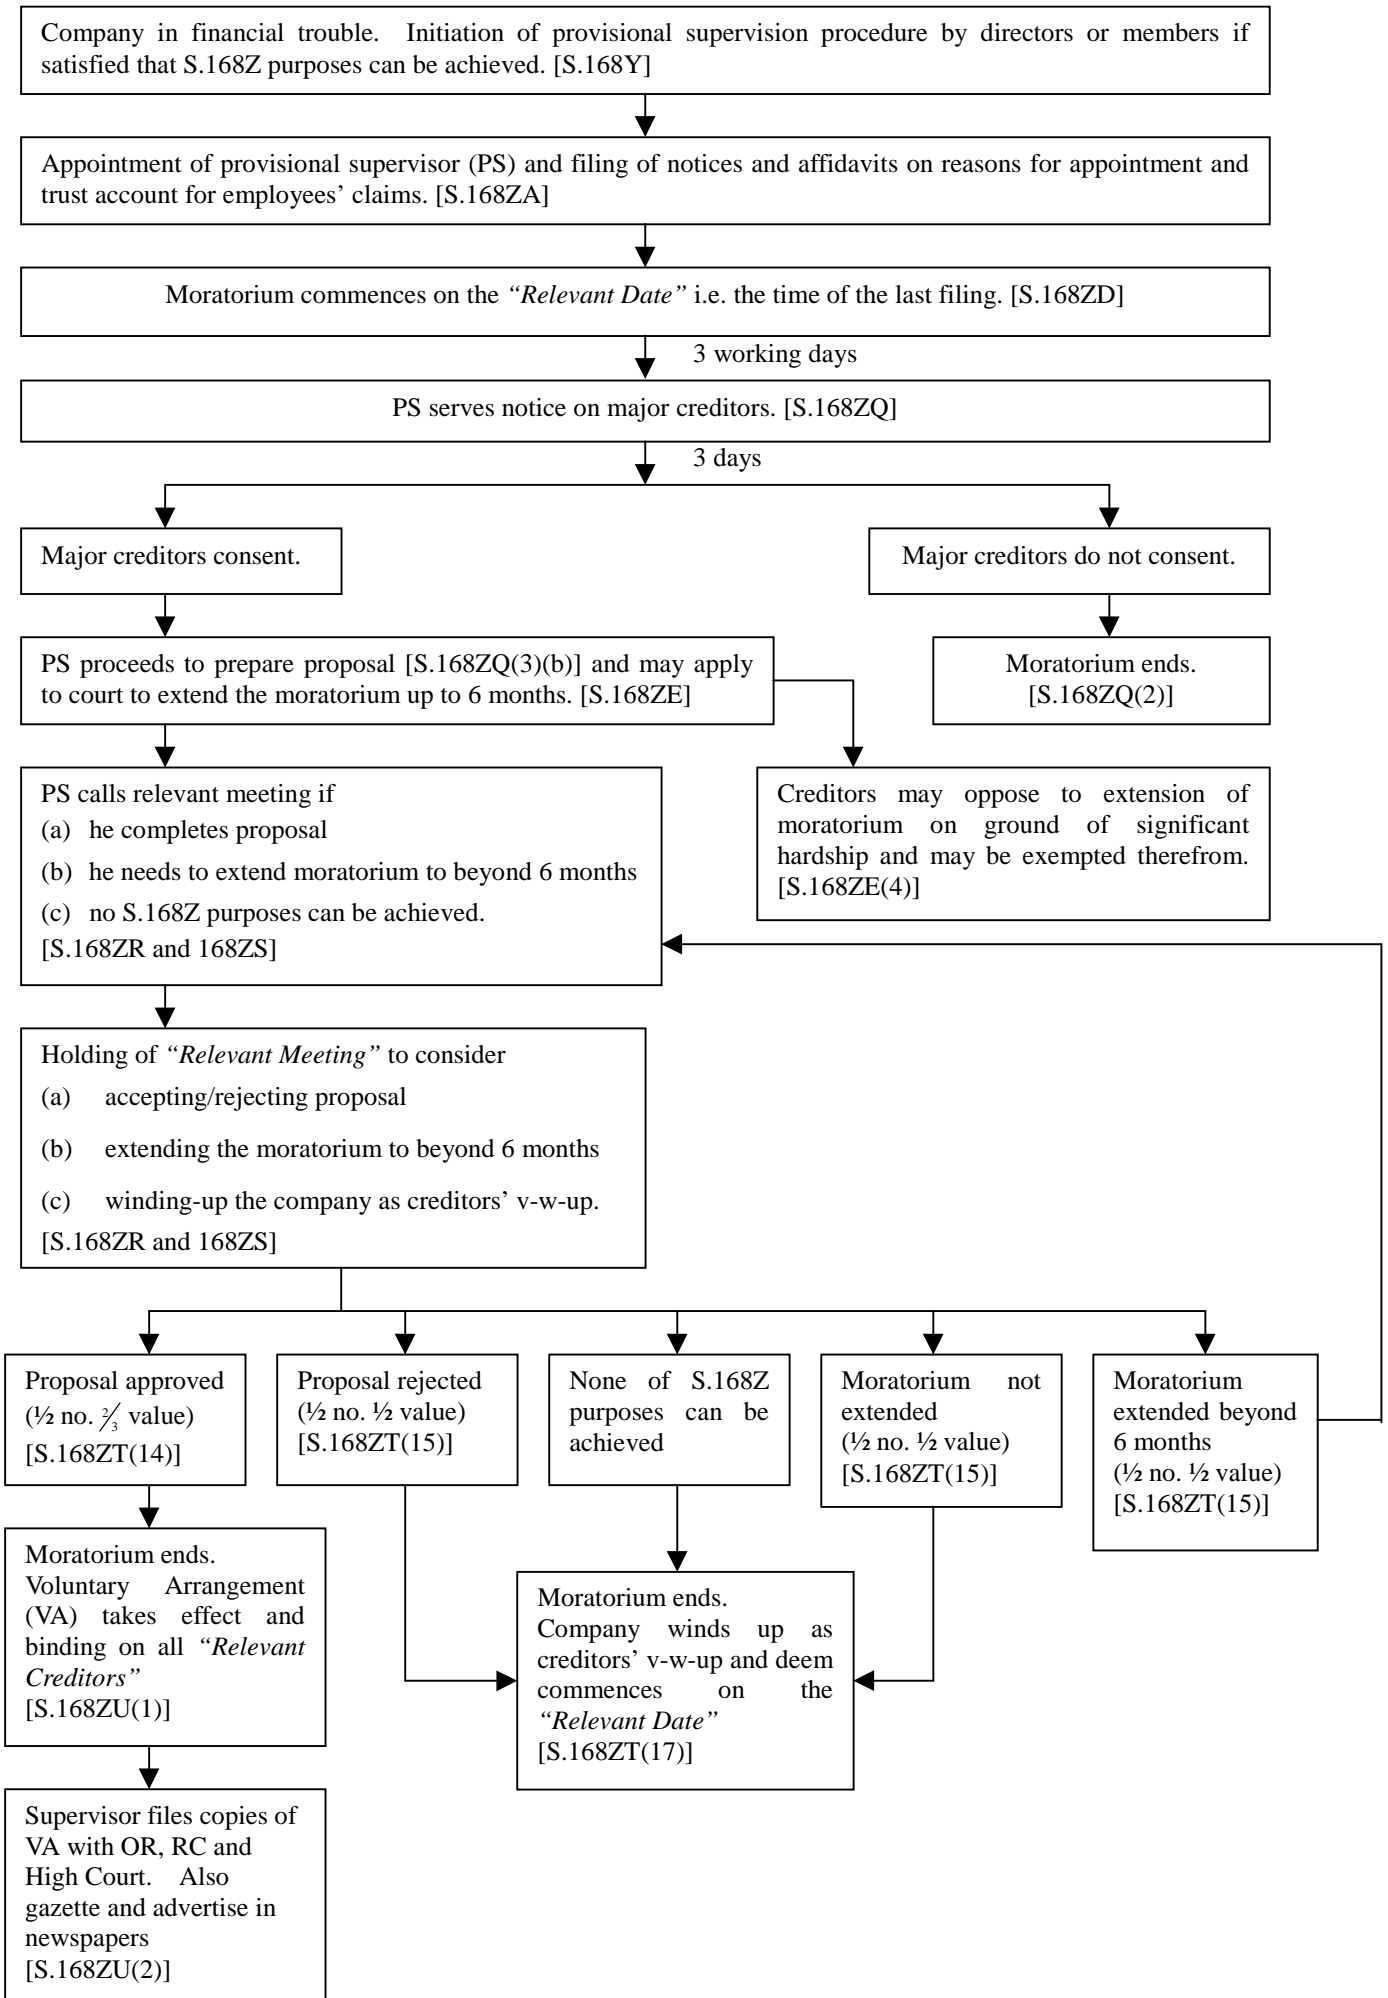 Company in financial trouble. Initiation of provisional supervision procedure by directors or members if
satisfied that S.168Z purposes can be achieved. [S.168Y]
Appointment of provisional supervisor (PS) and filing of notices and affidavits on reasons for appointment and
trust account for employees’ claims. [S.168ZA]
Moratorium commences on the “Relevant Date” i.e. the time of the last filing. [S.168ZD]
3 working days
PS serves notice on major creditors. [S.168ZQ]
3 days
Major creditors consent.
Major creditors do not consent.
PS proceeds to prepare proposal [S.168ZQ(3)(b)] and may apply
to court to extend the moratorium up to 6 months. [S.168ZE]
Moratorium ends.
[S.168ZQ(2)]
PS calls relevant meeting if
(a) he completes proposal
(b) he needs to extend moratorium to beyond 6 months
(c) no S.168Z purposes can be achieved.
[S.168ZR and 168ZS]
Creditors may oppose to extension of
moratorium on ground of significant
hardship and may be exempted therefrom.
[S.168ZE(4)]
Holding of “Relevant Meeting” to consider
(a) accepting/rejecting proposal
(b) extending the moratorium to beyond 6 months
(c) winding-up the company as creditors’ v-w-up.
[S.168ZR and 168ZS]
Proposal approved
(½ no. 2/3 value)
[S.168ZT(14)]
Proposal rejected
(½ no. ½ value)
[S.168ZT(15)]
None of S.168Z
purposes can be
achieved
Moratorium not
extended
(½ no. ½ value)
[S.168ZT(15)]
Moratorium
extended beyond
6 months
(½ no. ½ value)
[S.168ZT(15)]
Moratorium ends.
Voluntary Arrangement
(VA) takes effect and
binding on all “Relevant
Creditors”
[S.168ZU(1)]
Moratorium ends.
Company winds up as
creditors’ v-w-up and deem
commences on the
“Relevant Date”
[S.168ZT(17)]
Supervisor files copies of
VA with OR, RC and
High Court. Also
gazette and advertise in
newspapers
[S.168ZU(2)]